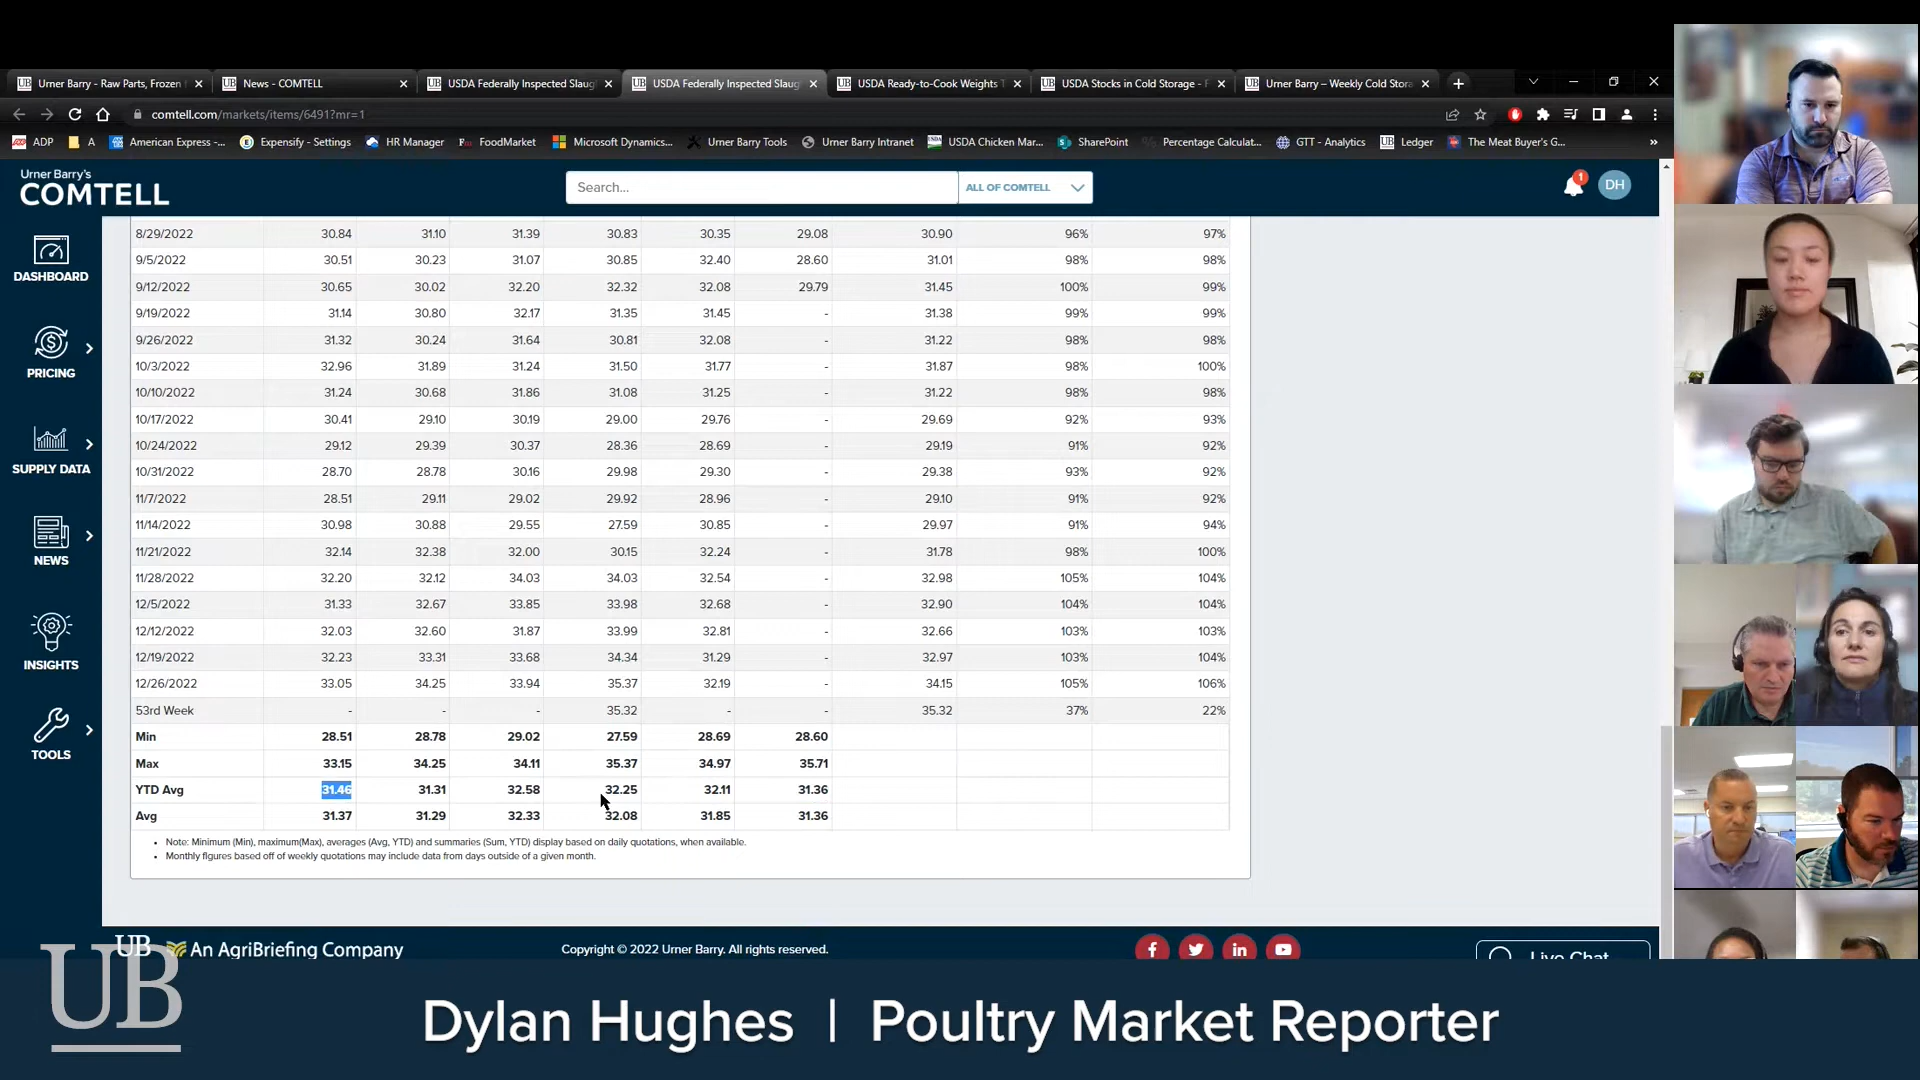 Urner Barry - Raw Parts, Frozen
News - COMTELL
USDA Federally Inspected Slaug
USDA Federally Inspected Slaug
USDA Ready-to-Cook Weights T
USDA Stocks in Cold Storage - F
Urner Barry – Weekly Cold Stora
comtell.com/markets/items/6491?mr=1
ADP
A
American Express -...
Expensify - Settings
HR Manager
FoodMarket
Microsoft Dynamics...
Urner Barry Tools
Urner Barry Intranet
USDA Chicken Mar...
SharePoint
Percentage Calculat...
GTT - Analytics
Ledger
The Meat Buyer's G...
»
Urner Barry's
COMTELL
Search...
ALL OF COMTELL
1
DH
DASHBOARD
PRICING
SUPPLY DATA
NEWS
INSIGHTS
TOOLS
8/29/2022 30.84 31.10 31.39 30.83 30.35 29.08 30.90 96% 97%
9/5/2022 30.51 30.23 31.07 30.85 32.40 28.60 31.01 98% 98%
9/12/2022 30.65 30.02 32.20 32.32 32.08 29.79 31.45 100% 99%
9/19/2022 31.14 30.80 32.17 31.35 31.45 - 31.38 99% 99%
9/26/2022 31.32 30.24 31.64 30.81 32.08 - 31.22 98% 98%
10/3/2022 32.96 31.89 31.24 31.50 31.77 - 31.87 98% 100%
10/10/2022 31.24 30.68 31.86 31.08 31.25 - 31.22 98% 98%
10/17/2022 30.41 29.10 30.19 29.00 29.76 - 29.69 92% 93%
10/24/2022 29.12 29.39 30.37 28.36 28.69 - 29.19 91% 92%
10/31/2022 28.70 28.78 30.16 29.98 29.30 - 29.38 93% 92%
11/7/2022 28.51 29.11 29.02 29.92 28.96 - 29.10 91% 92%
11/14/2022 30.98 30.88 29.55 27.59 30.85 - 29.97 91% 94%
11/21/2022 32.14 32.38 32.00 30.15 32.24 - 31.78 98% 100%
11/28/2022 32.20 32.12 34.03 34.03 32.54 - 32.98 105% 104%
12/5/2022 31.33 32.67 33.85 33.98 32.68 - 32.90 104% 104%
12/12/2022 32.03 32.60 31.87 33.99 32.81 - 32.66 103% 103%
12/19/2022 32.23 33.31 33.68 34.34 31.29 - 32.97 103% 104%
12/26/2022 33.05 34.25 33.94 35.37 32.19 - 34.15 105% 106%
53rd Week - - - 35.32 - - 35.32 37% 22%
Min 28.51 28.78 29.02 27.59 28.69 28.60
Max 33.15 34.25 34.11 35.37 34.97 35.71
YTD Avg 31.46 31.31 32.58 32.25 32.11 31.36
Avg 31.37 31.29 32.33 32.08 31.85 31.36
• Note: Minimum (Min), maximum(Max), averages (Avg, YTD) and summaries (Sum, YTD) display based on daily quotations, when available.
• Monthly figures based off of weekly quotations may include data from days outside of a given month.
UB An AgriBriefing Company
Copyright © 2022 Urner Barry. All rights reserved.
Live Chat
UB
Dylan Hughes | Poultry Market Reporter